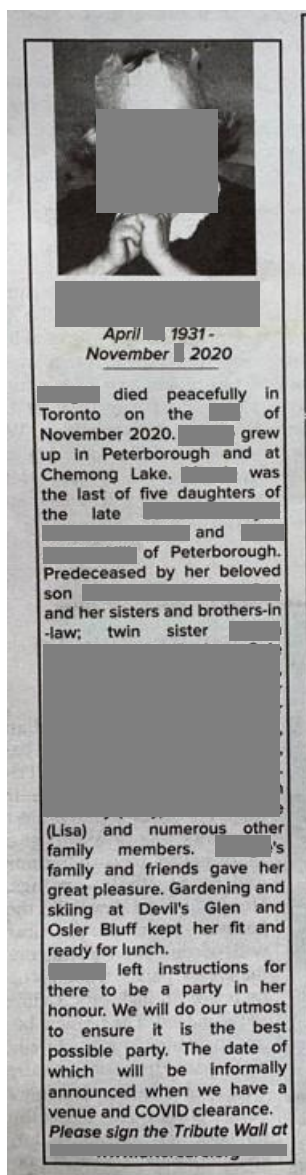 April 1931 -
November 2020
died peacefully in
Toronto on the of
November 2020. grew
up in Peterborough and at
Chemong Lake. was
the last of five daughters of
the late
and
of Peterborough.
Predeceased by her beloved
son
and her sisters and brothers-in
-law; twin sister
(Lisa) and numerous other
family members. 's
family and friends gave her
great pleasure. Gardening and
skiing at Devil's Glen and
Osler Bluff kept her fit and
ready for lunch.
left instructions for
there to be a party in her
honour. We will do our utmost
to ensure it is the best
possible party. The date of
which will be informally
announced when we have a
venue and COVID clearance.
Please sign the Tribute Wall at